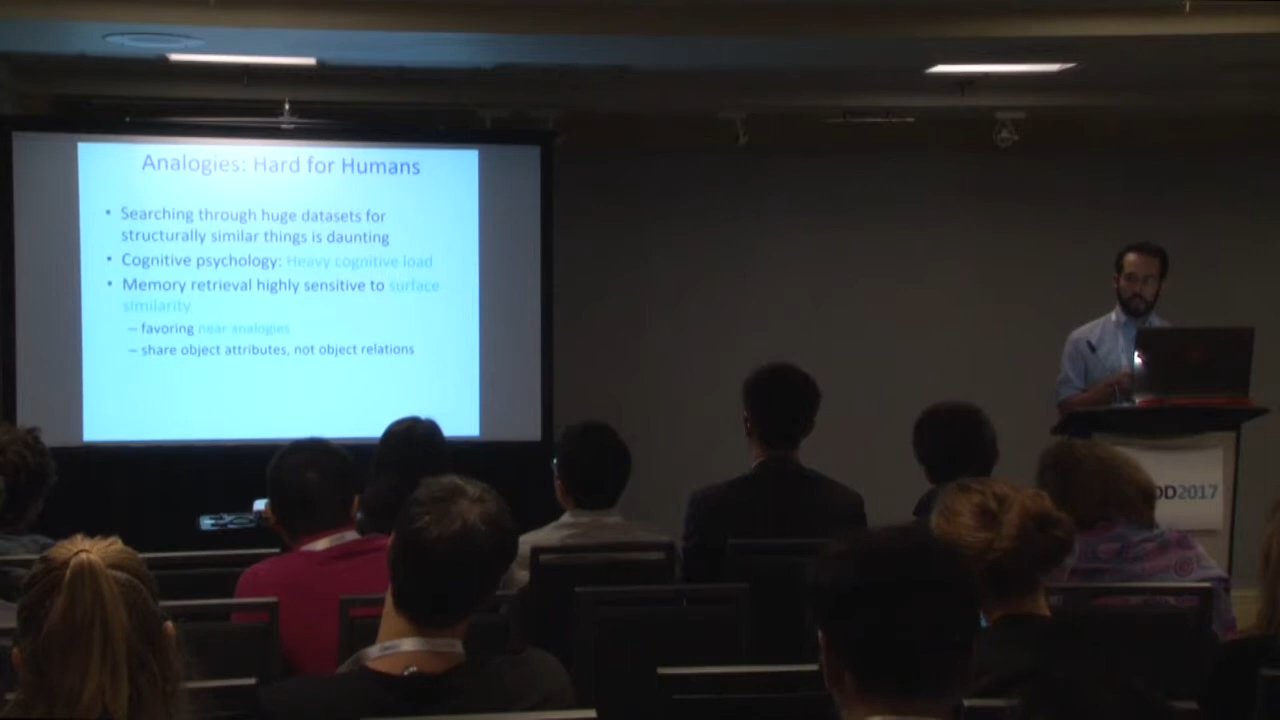 Analogies: Hard for Humans
• Searching through huge datasets for
structurally similar things is daunting
• Cognitive psychology: Heavy cognitive load
• Memory retrieval highly sensitive to surface
similarity
– favoring near analogies
– share object attributes, not object relations
DD2017